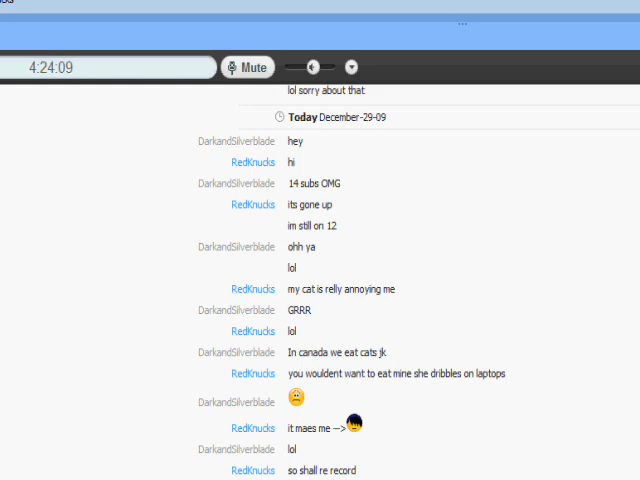 4:24:09 Mute
lol sorry about that
Today December-29-09
DarkandSilverblade hey
RedKnucks hi
DarkandSilverblade 14 subs OMG
RedKnucks its gone up
im still on 12
DarkandSilverblade ohh ya
lol
RedKnucks my cat is relly annoying me
DarkandSilverblade GRRR
RedKnucks lol
DarkandSilverblade In canada we eat cats jk
RedKnucks you wouldent want to eat mine she dribbles on laptops
DarkandSilverblade
RedKnucks it maes me -->
DarkandSilverblade lol
RedKnucks so shall re record